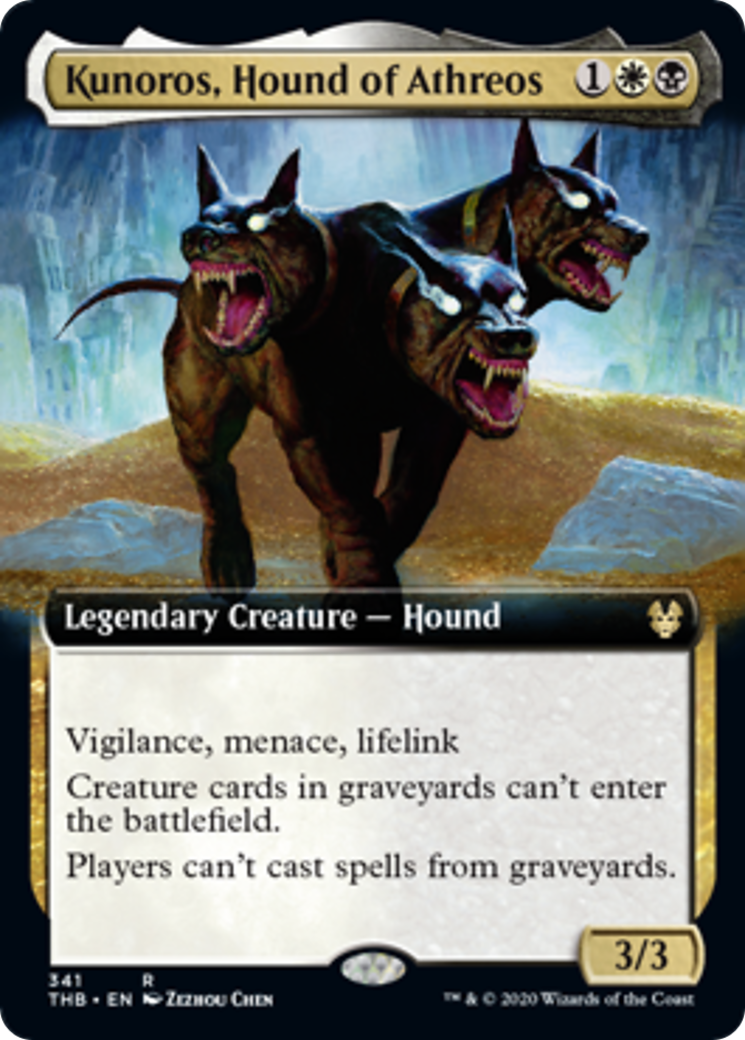 Kunoros, Hound of Athreos 1
Legendary Creature — Hound
Vigilance, menace, lifelink
Creature cards in graveyards can't enter
the battlefield.
Players can't cast spells from graveyards.
3/3
341 R
THB • EN Zezhou Chen
™ & © 2020 Wizards of the Coast